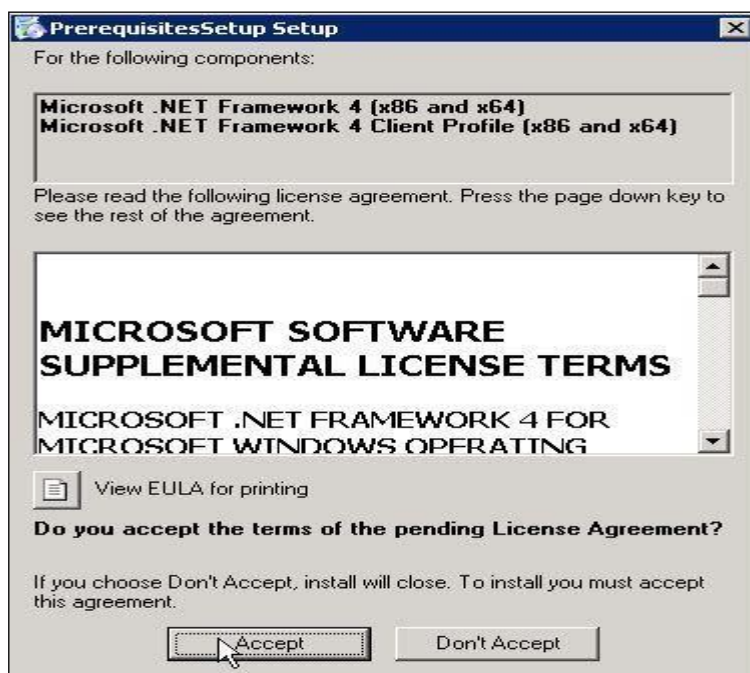 PrerequisitesSetup Setup
For the following components:
Microsoft .NET Framework 4 (x86 and x64)
Microsoft .NET Framework 4 Client Profile (x86 and x64)
Please read the following license agreement. Press the page down key to
see the rest of the agreement.
MICROSOFT SOFTWARE
SUPPLEMENTAL LICENSE TERMS
MICROSOFT .NET FRAMEWORK 4 FOR
MICROSOFT WINDOWS OPERATING
View EULA for printing
Do you accept the terms of the pending License Agreement?
If you choose Don't Accept, install will close. To install you must accept
this agreement.
Accept
Don't Accept